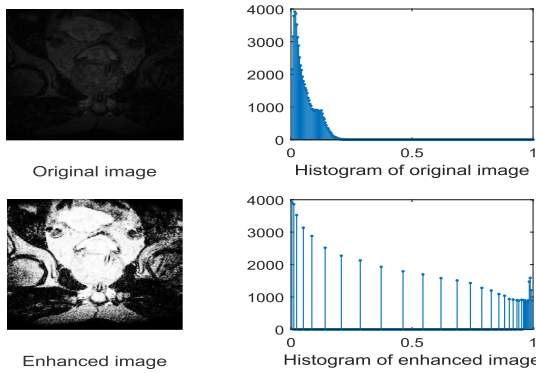 4000
3000
2000
1000
0
0 0.5 1
Original image
Histogram of original image
4000
3000
2000
1000
0
0 0.5 1
Enhanced image
Histogram of enhanced image